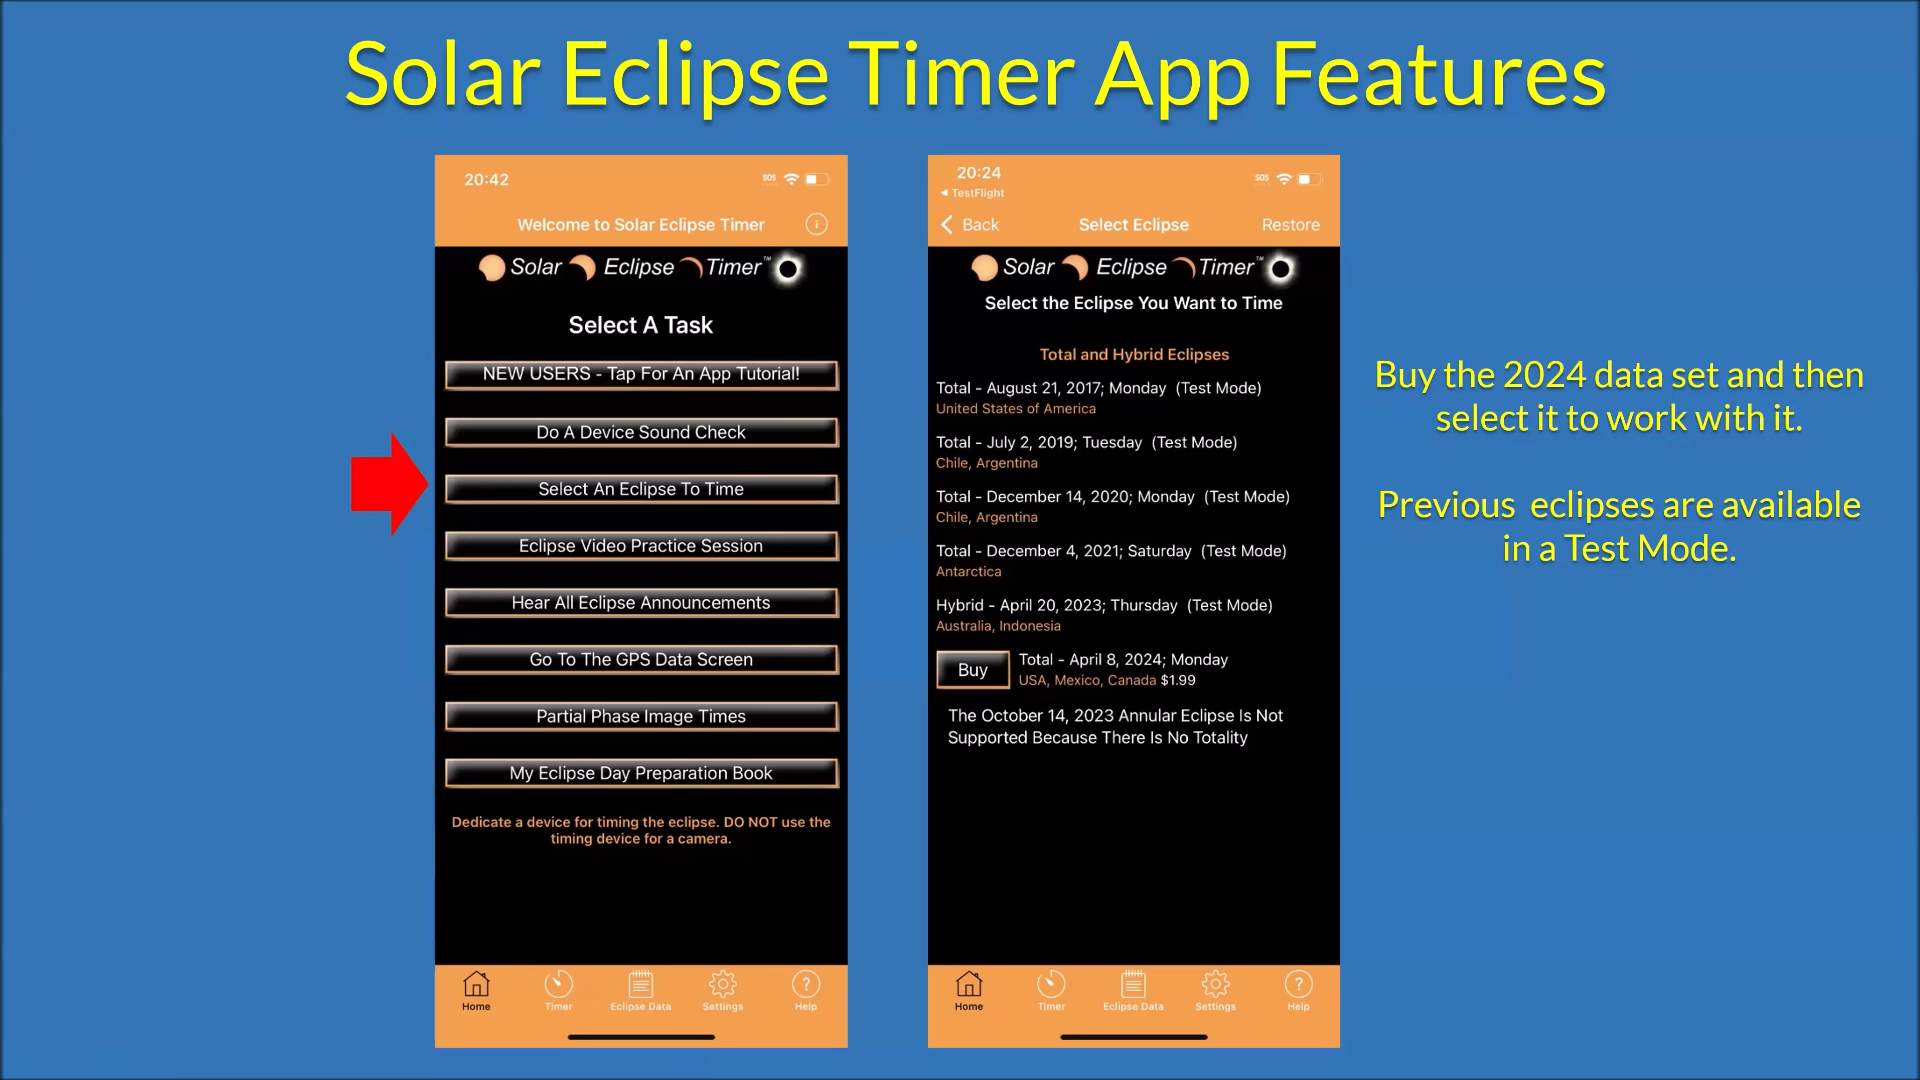 Solar Eclipse Timer App Features
20:42
SOS
Welcome to Solar Eclipse Timer
i
Solar Eclipse Timer™
Select A Task
NEW USERS - Tap For An App Tutorial!
Do A Device Sound Check
Select An Eclipse To Time
Eclipse Video Practice Session
Hear All Eclipse Announcements
Go To The GPS Data Screen
Partial Phase Image Times
My Eclipse Day Preparation Book
Dedicate a device for timing the eclipse. DO NOT use the
timing device for a camera.
Home Timer Eclipse Data Settings ? Help
20:24
SOS
◀ TestFlight
Back Select Eclipse Restore
Solar Eclipse Timer™
Select the Eclipse You Want to Time
Total and Hybrid Eclipses
Total - August 21, 2017; Monday (Test Mode)
United States of America
Total - July 2, 2019; Tuesday (Test Mode)
Chile, Argentina
Total - December 14, 2020; Monday (Test Mode)
Chile, Argentina
Total - December 4, 2021; Saturday (Test Mode)
Antarctica
Hybrid - April 20, 2023; Thursday (Test Mode)
Australia, Indonesia
Buy
Total - April 8, 2024; Monday
USA, Mexico, Canada $1.99
The October 14, 2023 Annular Eclipse Is Not
Supported Because There Is No Totality
Home Timer Eclipse Data Settings ? Help
Buy the 2024 data set and then
select it to work with it.
Previous eclipses are available
in a Test Mode.